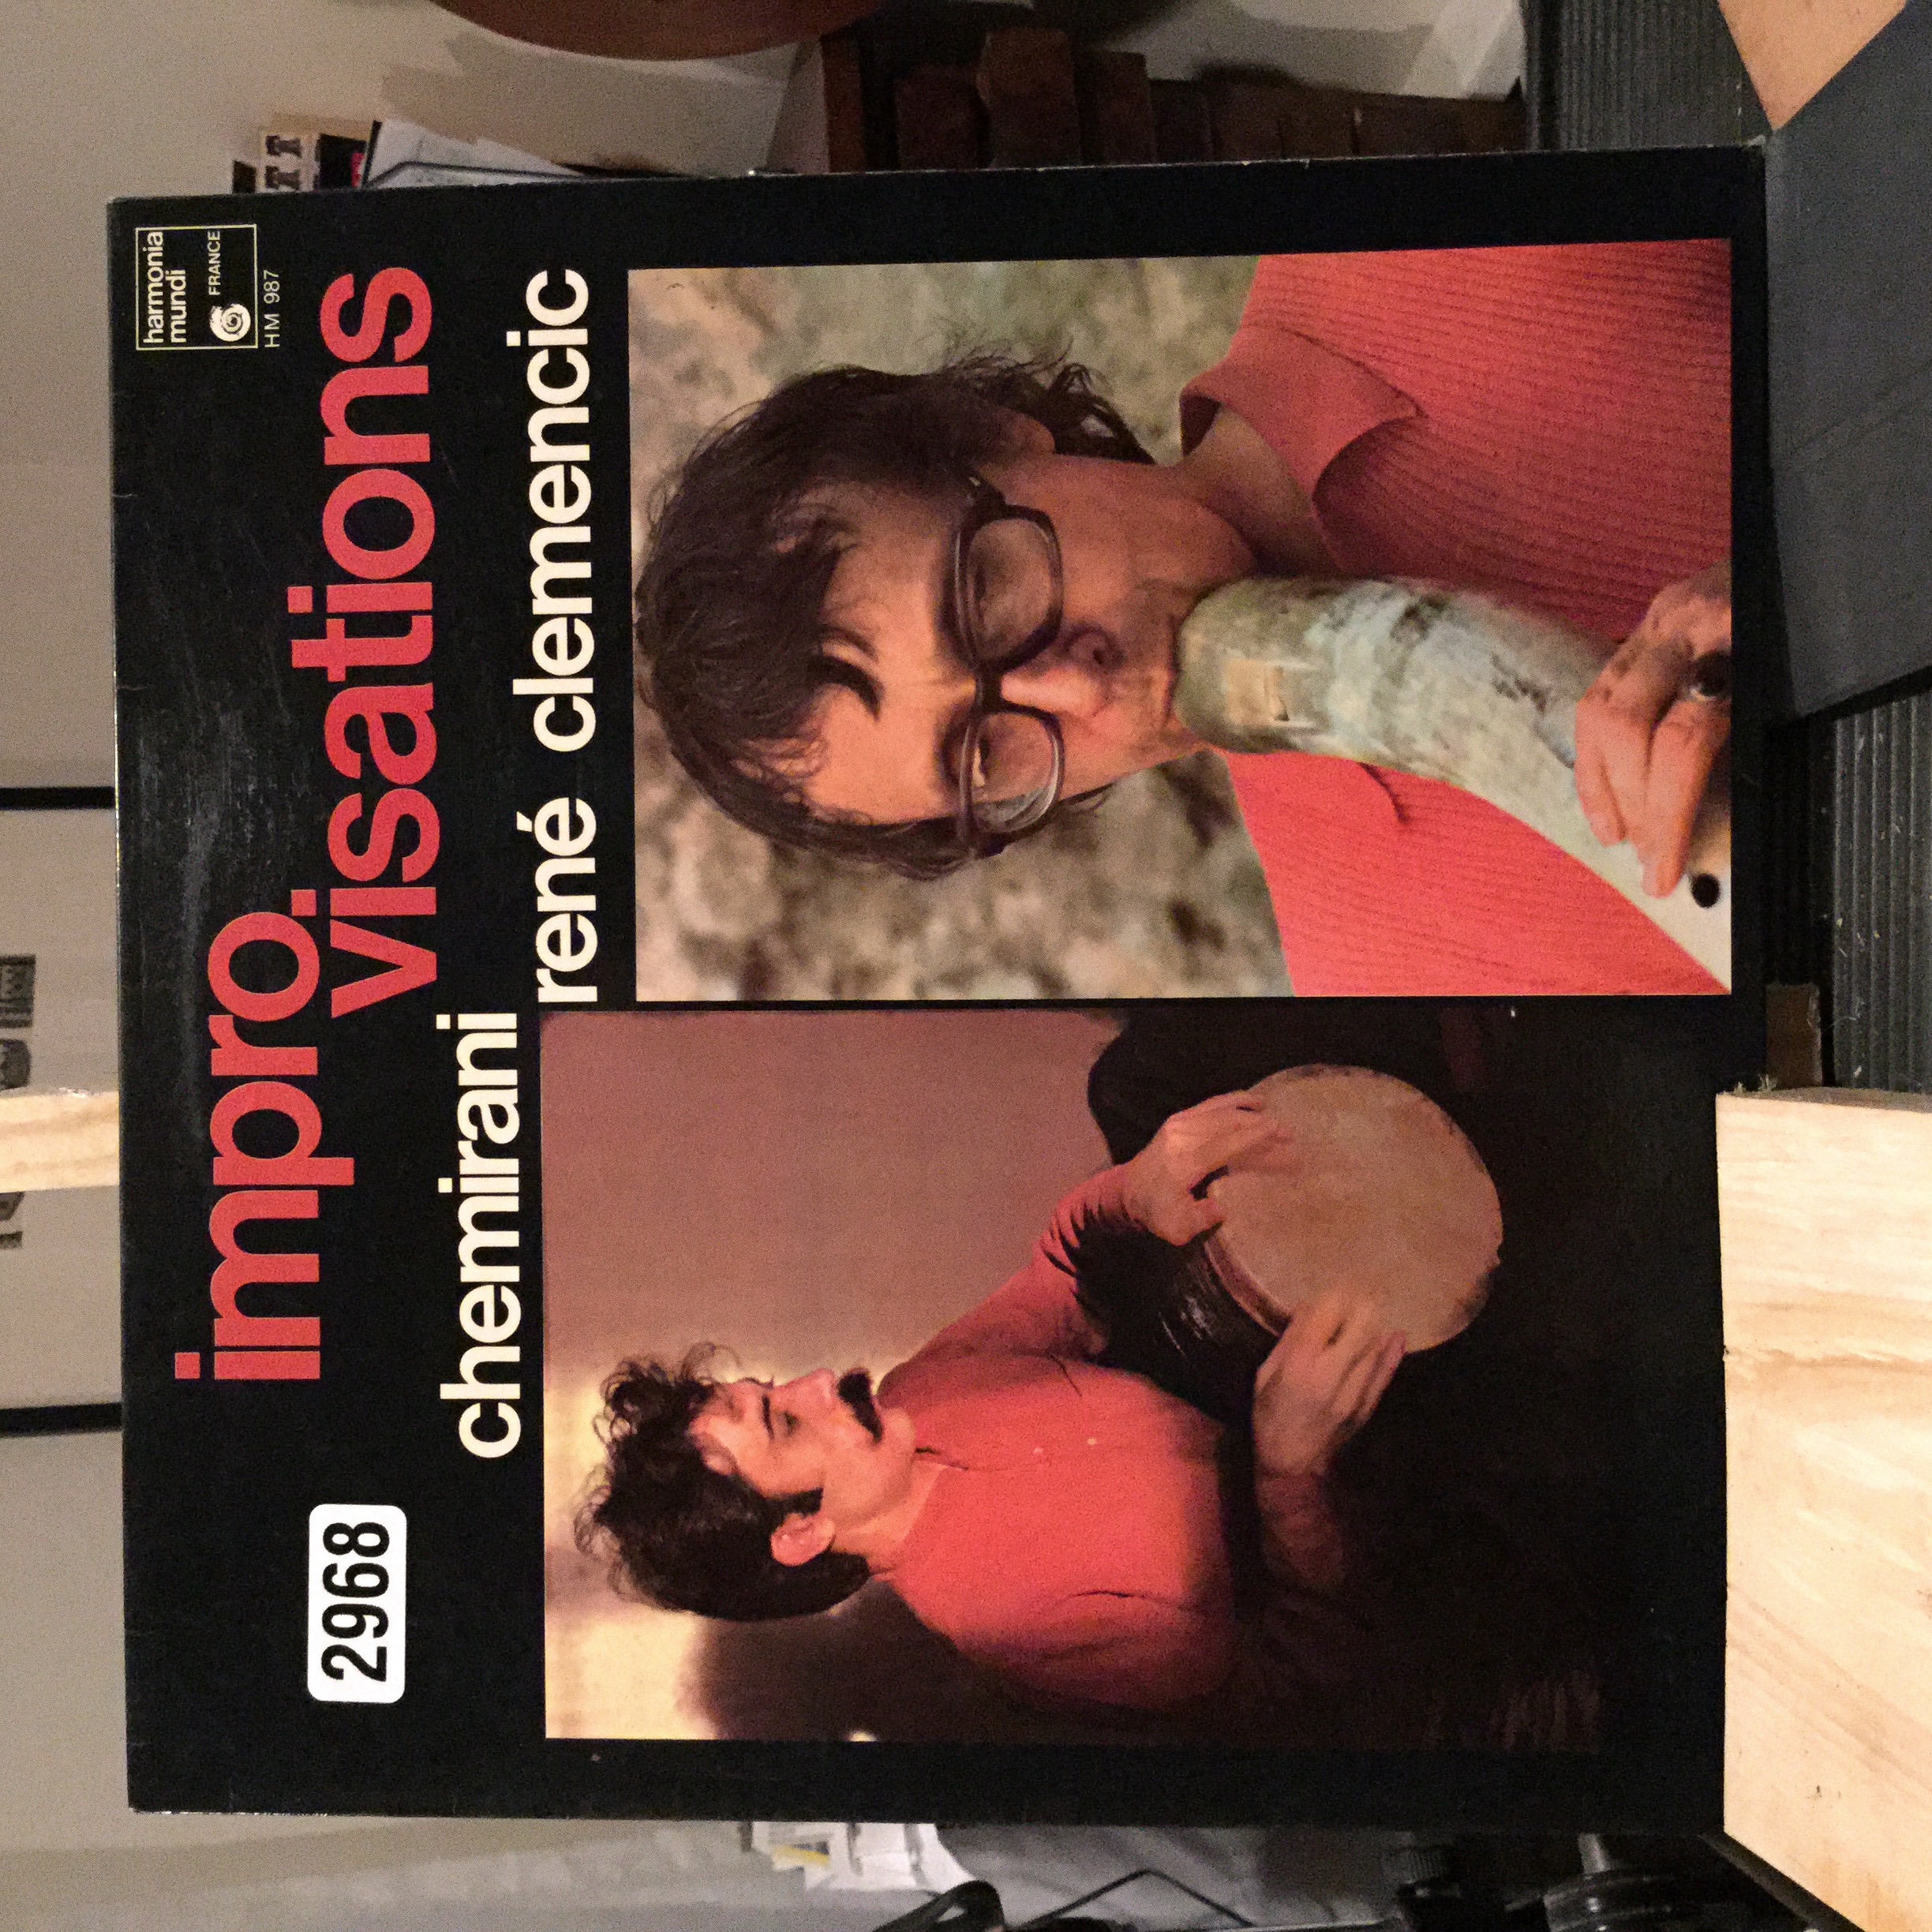 harmonia
mundi
FRANCE
HM 987
impro.
visations
chemirani
rené clemencic
2968